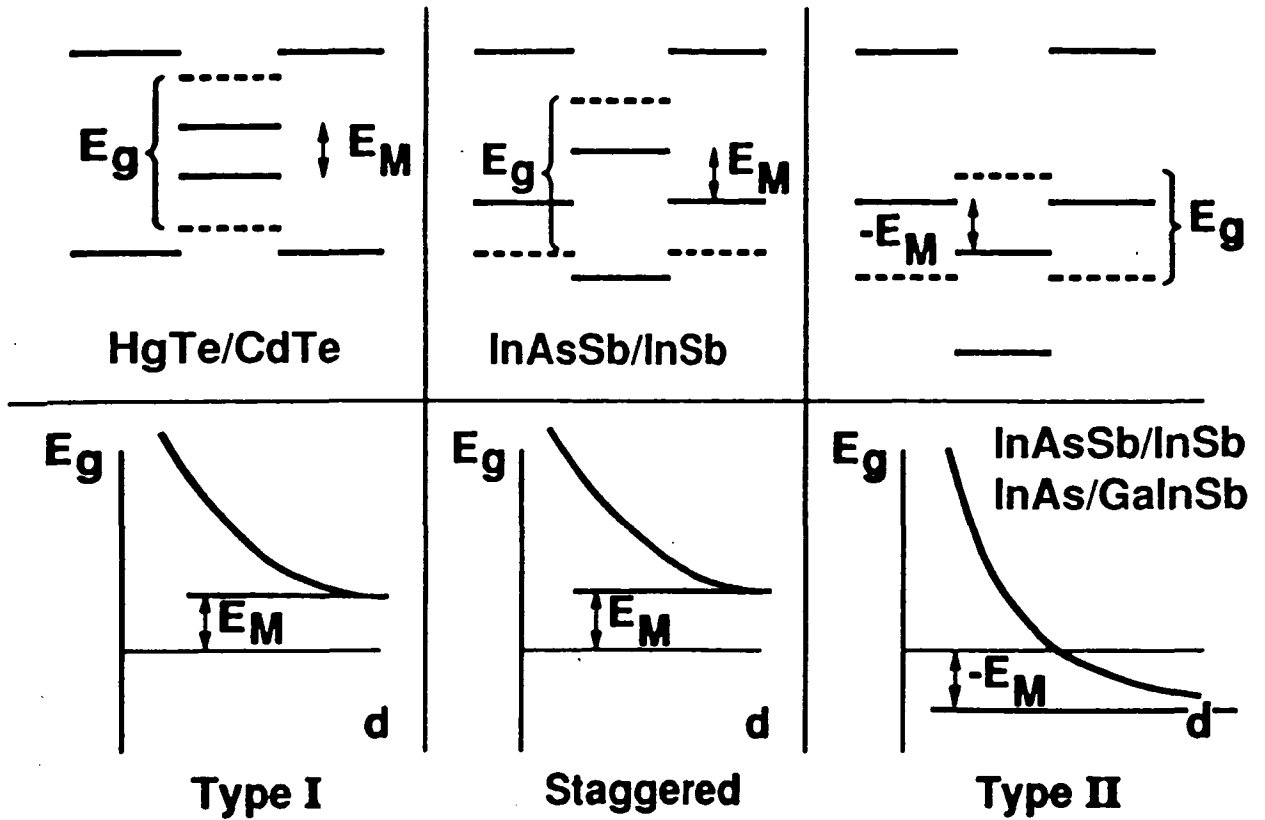 Eg
EM
HgTe/CdTe
Eg
EM
InAsSb/InSb
-EM
Eg
Eg
EM
d
Type I
Eg
EM
d
Staggered
Eg
InAsSb/InSb
InAs/GaInSb
-EM
d
Type II